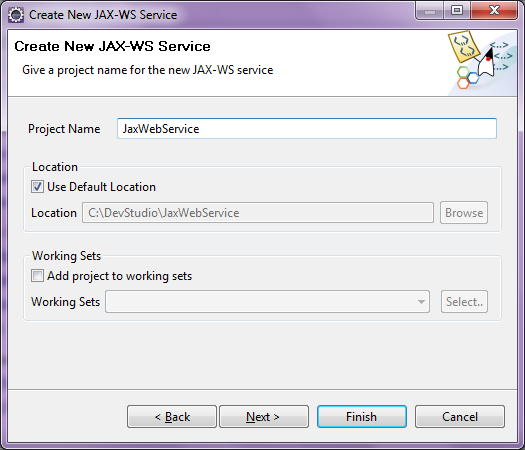 Create New JAX-WS Service
Create New JAX-WS Service
Give a project name for the new JAX-WS service
<...>
<...>
<...>
Project Name JaxWebService
Location
Use Default Location
Location C:\DevStudio\JaxWebService Browse
Working Sets
Add project to working sets
Working Sets Select..
< Back Next > Finish Cancel